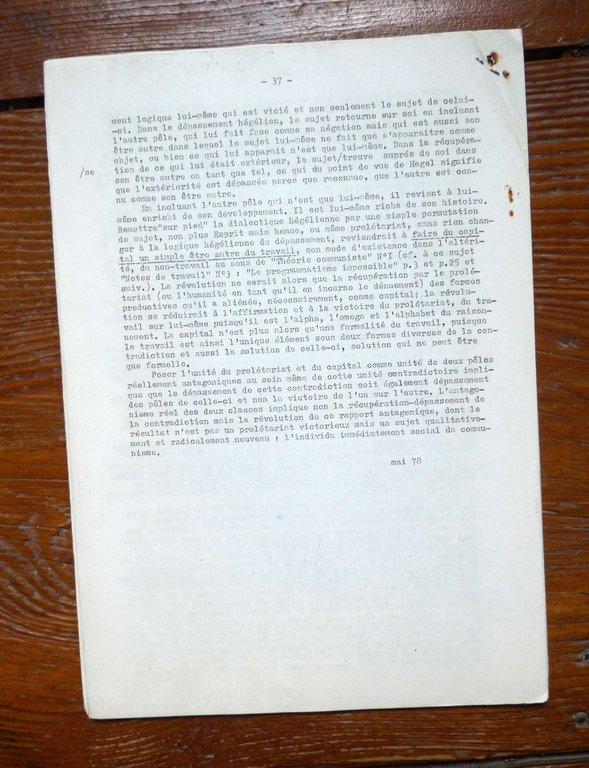 - 37 -
ment logique lui-même qui est vicié et non seulement le sujet de celui-
-ci. Dans le dépassement hégélien, le sujet retourne sur soi en incluant
l'autre pôle, qui lui fait face comme sa négation mais qui est aussi son
être autre dans lequel le sujet lui-même ne fait que s'apparaitre comme
objet, ou bien ce qui lui apparait n'est que lui-même. Dans la récupéra-
tion de ce qui lui était extérieur, le sujet/trouve auprés de soi dans
/se
son être autre en tant que tel, ce qui du point de vue de Hegel signifie
que l'extériorité est dépassée parce que reconnue, que l'autre est con-
nu comme son être autre.
En incluant l'autre pôle qui n'est que lui-même, il revient à lui-
même enrichi de son développement. Il est lui-même riche de son histoire.
Remettre"sur pied" la dialectique hégélienne par une simple permutation
de sujet, non plus Esprit mais homme, ou même prolétariat, sans rien chan-
ger à la logique hégélienne du dépassement, reviendrait à faire du capi-
tal un simple être autre du travail, son mode d'existence dans l'altéri-
té, du non-travail au sens de "Théorie communiste" N°I (cf. à ce sujet
"Notes de travail" N°3 : "Le programmatisme impossible" p.3 et p.25 et
suiv.). La révolution ne serait alors que la récupération par le prolé-
tariat (ou l'humanité en tant qu'il en incarne le dénuement) des forces
productives qu'il a aliénés, nécessairement, comme capital; la révolu-
tion se réduirait à l'affirmation et à la victoire du prolétariat, du tra-
vail sur lui-même puisqu'il est l'alpha, l'omega et l'alphabet du raison-
nement. Le capital n'est plus alors qu'une formalité du travail, puisque
le travail est ainsi l'unique élément sous deux formes diverses de la con-
tradiction et aussi la solution de celle-ci, solution qui ne peut être
que formelle.
Poser l'unité du prolétariat et du capital comme unité de deux pôles
réellement antagoniques au sein même de cette unité contradictoire impli-
que que le dépassement de cette contradiction soit également dépassement
des pôles de celle-ci et non la victoire de l'un sur l'autre. L'antago-
nisme réel des deux classes implique non la récupération-dépassement de
la contradiction mais la révolution de ce rapport antagonique, dont le
résultat n'est pas un prolétariat victorieux mais un sujet qualitative-
ment et radicalement nouveau : l'individu immédiatement social du commu-
nisme.
mai 78